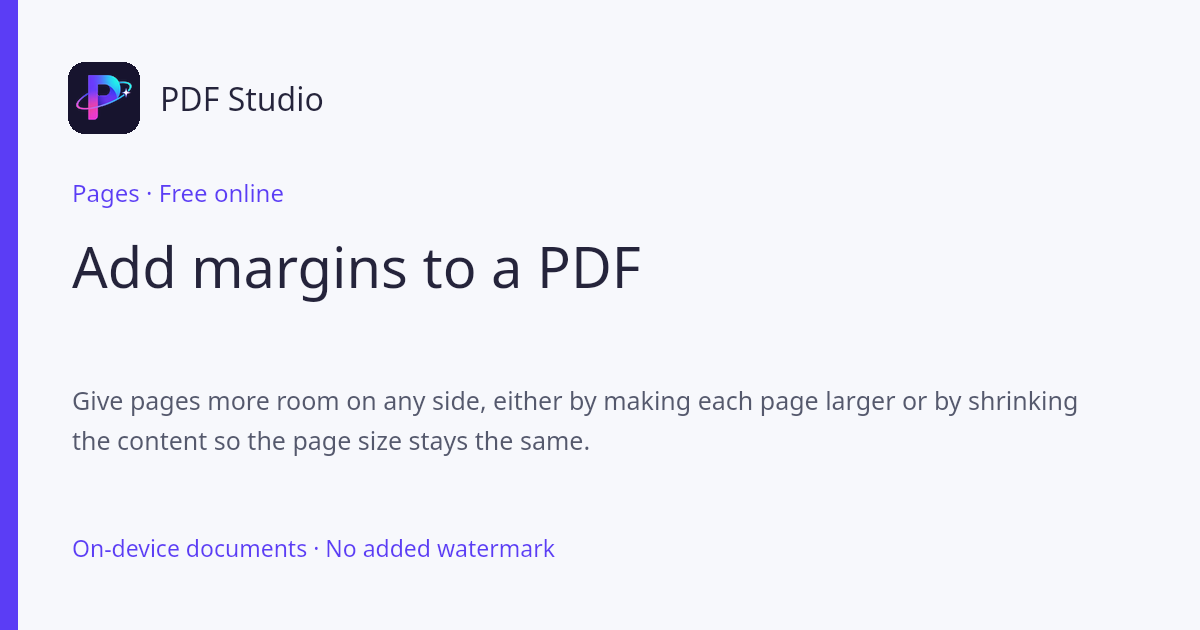 PDF Studio
Pages · Free online
Add margins to a PDF
Give pages more room on any side, either by making each page larger or by shrinking
the content so the page size stays the same.
On-device documents · No added watermark